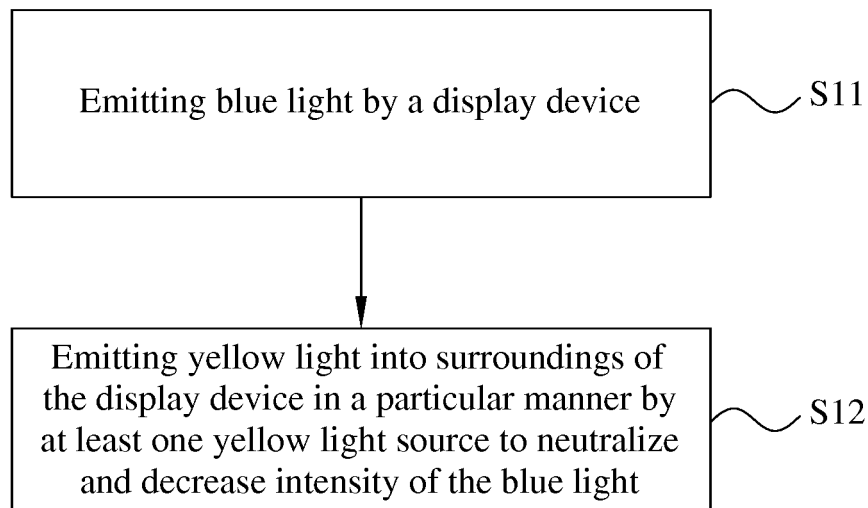 Emitting blue light by a display device
S11
Emitting yellow light into surroundings of
the display device in a particular manner by
at least one yellow light source to neutralize
and decrease intensity of the blue light
S12